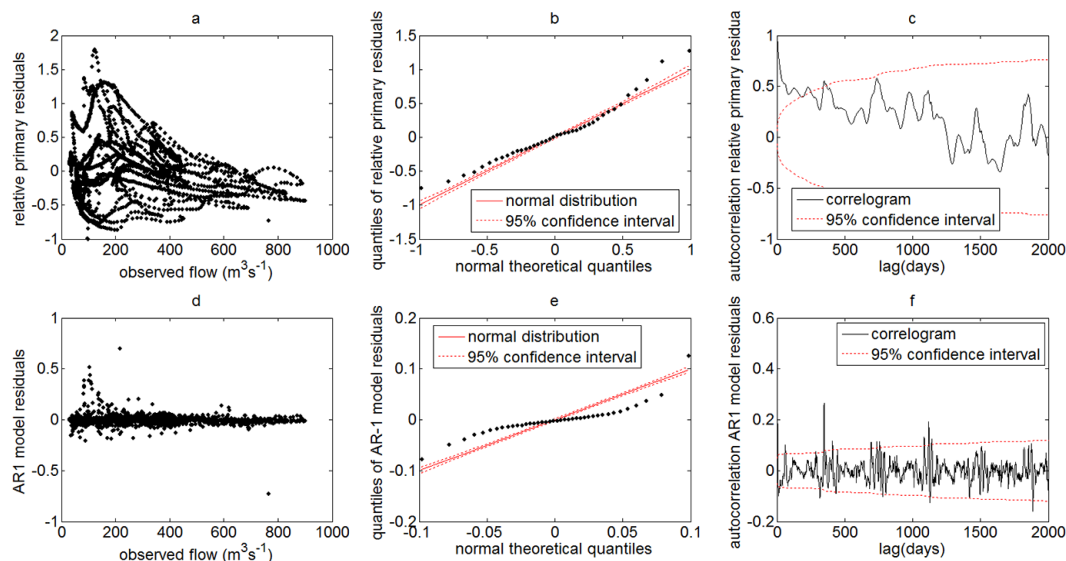 a
relative primary residuals
2
1.5
1
0.5
0
-0.5
-1
0 200 400 600 800 1000
observed flow (m³s⁻¹)
b
quantiles of relative primary residuals
1.5
1
0.5
0
-0.5
-1
-1.5
normal distribution
95% confidence interval
-1 -0.5 0 0.5 1
normal theoretical quantiles
c
autocorrelation relative primary residua
1
0.5
0
-0.5
-1
correlogram
95% confidence interval
0 500 1000 1500 2000
lag(days)
d
AR1 model residuals
1
0.5
0
-0.5
-1
0 200 400 600 800 1000
observed flow (m³s⁻¹)
e
quantiles of AR-1 model residuals
0.2
0.1
0
-0.1
-0.2
normal distribution
95% confidence interval
-0.1 -0.05 0 0.05 0.1
normal theoretical quantiles
f
autocorrelation AR1 model residuals
0.6
0.4
0.2
0
-0.2
correlogram
95% confidence interval
0 500 1000 1500 2000
lag(days)